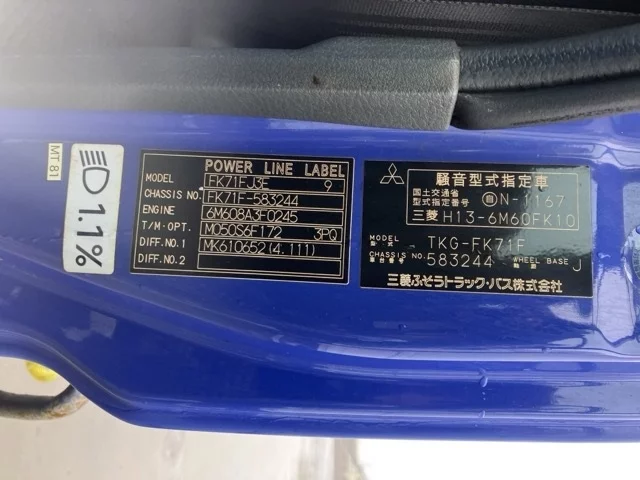 MT 81
1.1%
POWER LINE LABEL
MODEL FK71FJ3E 9
CHASSIS NO. FK71F-583244
ENGINE 6M608A3F0245
T/M-OPT. M050S6F172 3PQ
DIFF.NO.1 MK610652(4.111)
DIFF.NO.2
騒音型式指定車
国土交通省
型式指定番号 自N-1167
三菱 H13-6M60FK10
MODEL 型式 TKG-FK71F
CHASSIS NO. 車台番号 583244 WHEEL BASE J
三菱ふそうトラック・バス株式会社